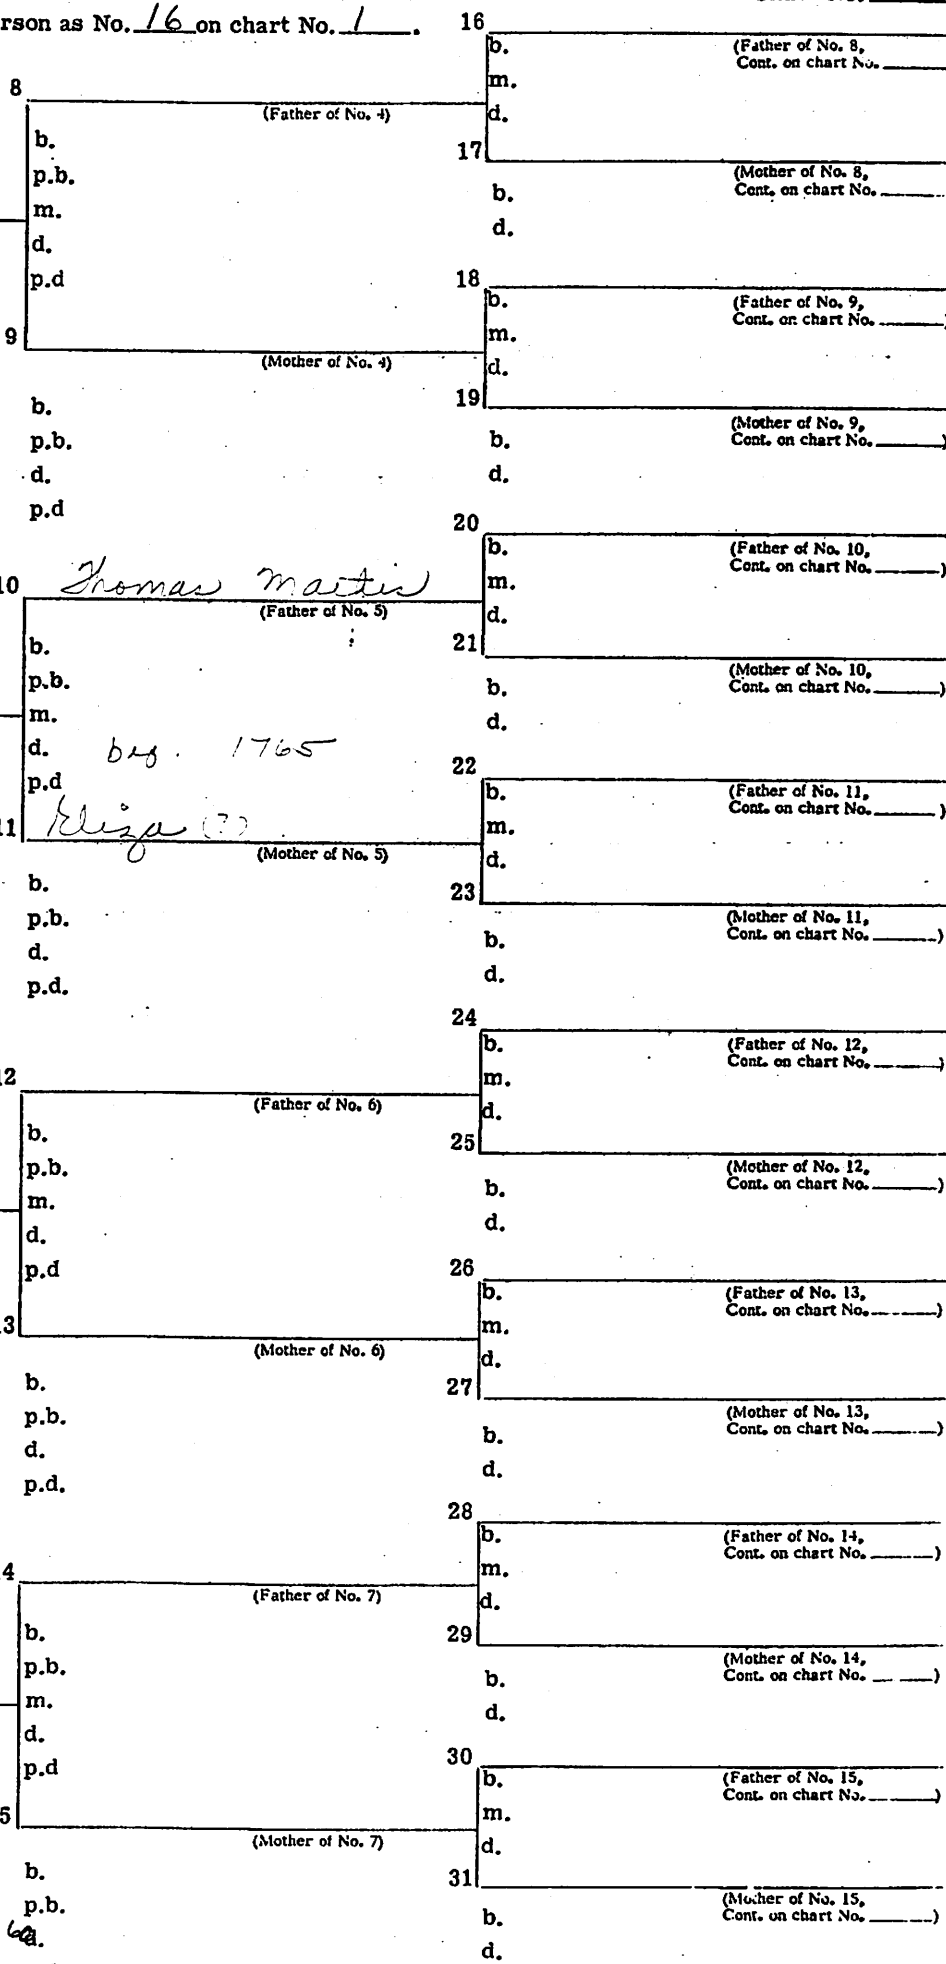 rson as No. 16 on chart No. 1.
8
(Father of No. 4)
b.
p.b.
m.
d.
p.d
9
(Mother of No. 4)
b.
p.b.
d.
p.d
10 Thomas Martin
(Father of No. 5)
b.
p.b.
m.
d. bef. 1765
p.d
11 Eliza (?)
(Mother of No. 5)
b.
p.b.
d.
p.d.
12
(Father of No. 6)
b.
p.b.
m.
d.
p.d
13
(Mother of No. 6)
b.
p.b.
d.
p.d.
14
(Father of No. 7)
b.
p.b.
m.
d.
p.d
15
(Mother of No. 7)
b.
p.b.
d.
16
b. (Father of No. 8,
Cont. on chart No.
m.
d.
17
(Mother of No. 8,
Cont. on chart No.
b.
d.
18
b. (Father of No. 9,
Cont. on chart No. )
m.
d.
19
(Mother of No. 9,
Cont. on chart No. )
b.
d.
20
b. (Father of No. 10,
Cont. on chart No. )
m.
d.
21
(Mother of No. 10,
Cont. on chart No. )
b.
d.
22
b. (Father of No. 11,
Cont. on chart No. )
m.
d.
23
(Mother of No. 11,
Cont. on chart No. )
b.
d.
24
b. (Father of No. 12,
Cont. on chart No. )
m.
d.
25
(Mother of No. 12,
Cont. on chart No. )
b.
d.
26
b. (Father of No. 13,
Cont. on chart No. )
m.
d.
27
(Mother of No. 13,
Cont. on chart No. )
b.
d.
28
b. (Father of No. 14,
Cont. on chart No. )
m.
d.
29
(Mother of No. 14,
Cont. on chart No. )
b.
d.
30
b. (Father of No. 15,
Cont. on chart No. )
m.
d.
31
(Mother of No. 15,
Cont. on chart No. )
b.
d.